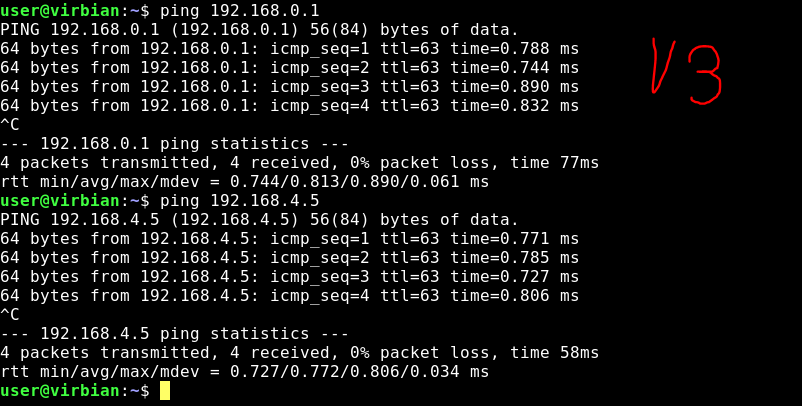 user@virbian:~$ ping 192.168.0.1
PING 192.168.0.1 (192.168.0.1) 56(84) bytes of data.
64 bytes from 192.168.0.1: icmp_seq=1 ttl=63 time=0.788 ms
64 bytes from 192.168.0.1: icmp_seq=2 ttl=63 time=0.744 ms
64 bytes from 192.168.0.1: icmp_seq=3 ttl=63 time=0.890 ms
64 bytes from 192.168.0.1: icmp_seq=4 ttl=63 time=0.832 ms
^C
--- 192.168.0.1 ping statistics ---
4 packets transmitted, 4 received, 0% packet loss, time 77ms
rtt min/avg/max/mdev = 0.744/0.813/0.890/0.061 ms
user@virbian:~$ ping 192.168.4.5
PING 192.168.4.5 (192.168.4.5) 56(84) bytes of data.
64 bytes from 192.168.4.5: icmp_seq=1 ttl=63 time=0.771 ms
64 bytes from 192.168.4.5: icmp_seq=2 ttl=63 time=0.785 ms
64 bytes from 192.168.4.5: icmp_seq=3 ttl=63 time=0.727 ms
64 bytes from 192.168.4.5: icmp_seq=4 ttl=63 time=0.806 ms
^C
--- 192.168.4.5 ping statistics ---
4 packets transmitted, 4 received, 0% packet loss, time 58ms
rtt min/avg/max/mdev = 0.727/0.772/0.806/0.034 ms
user@virbian:~$
V3